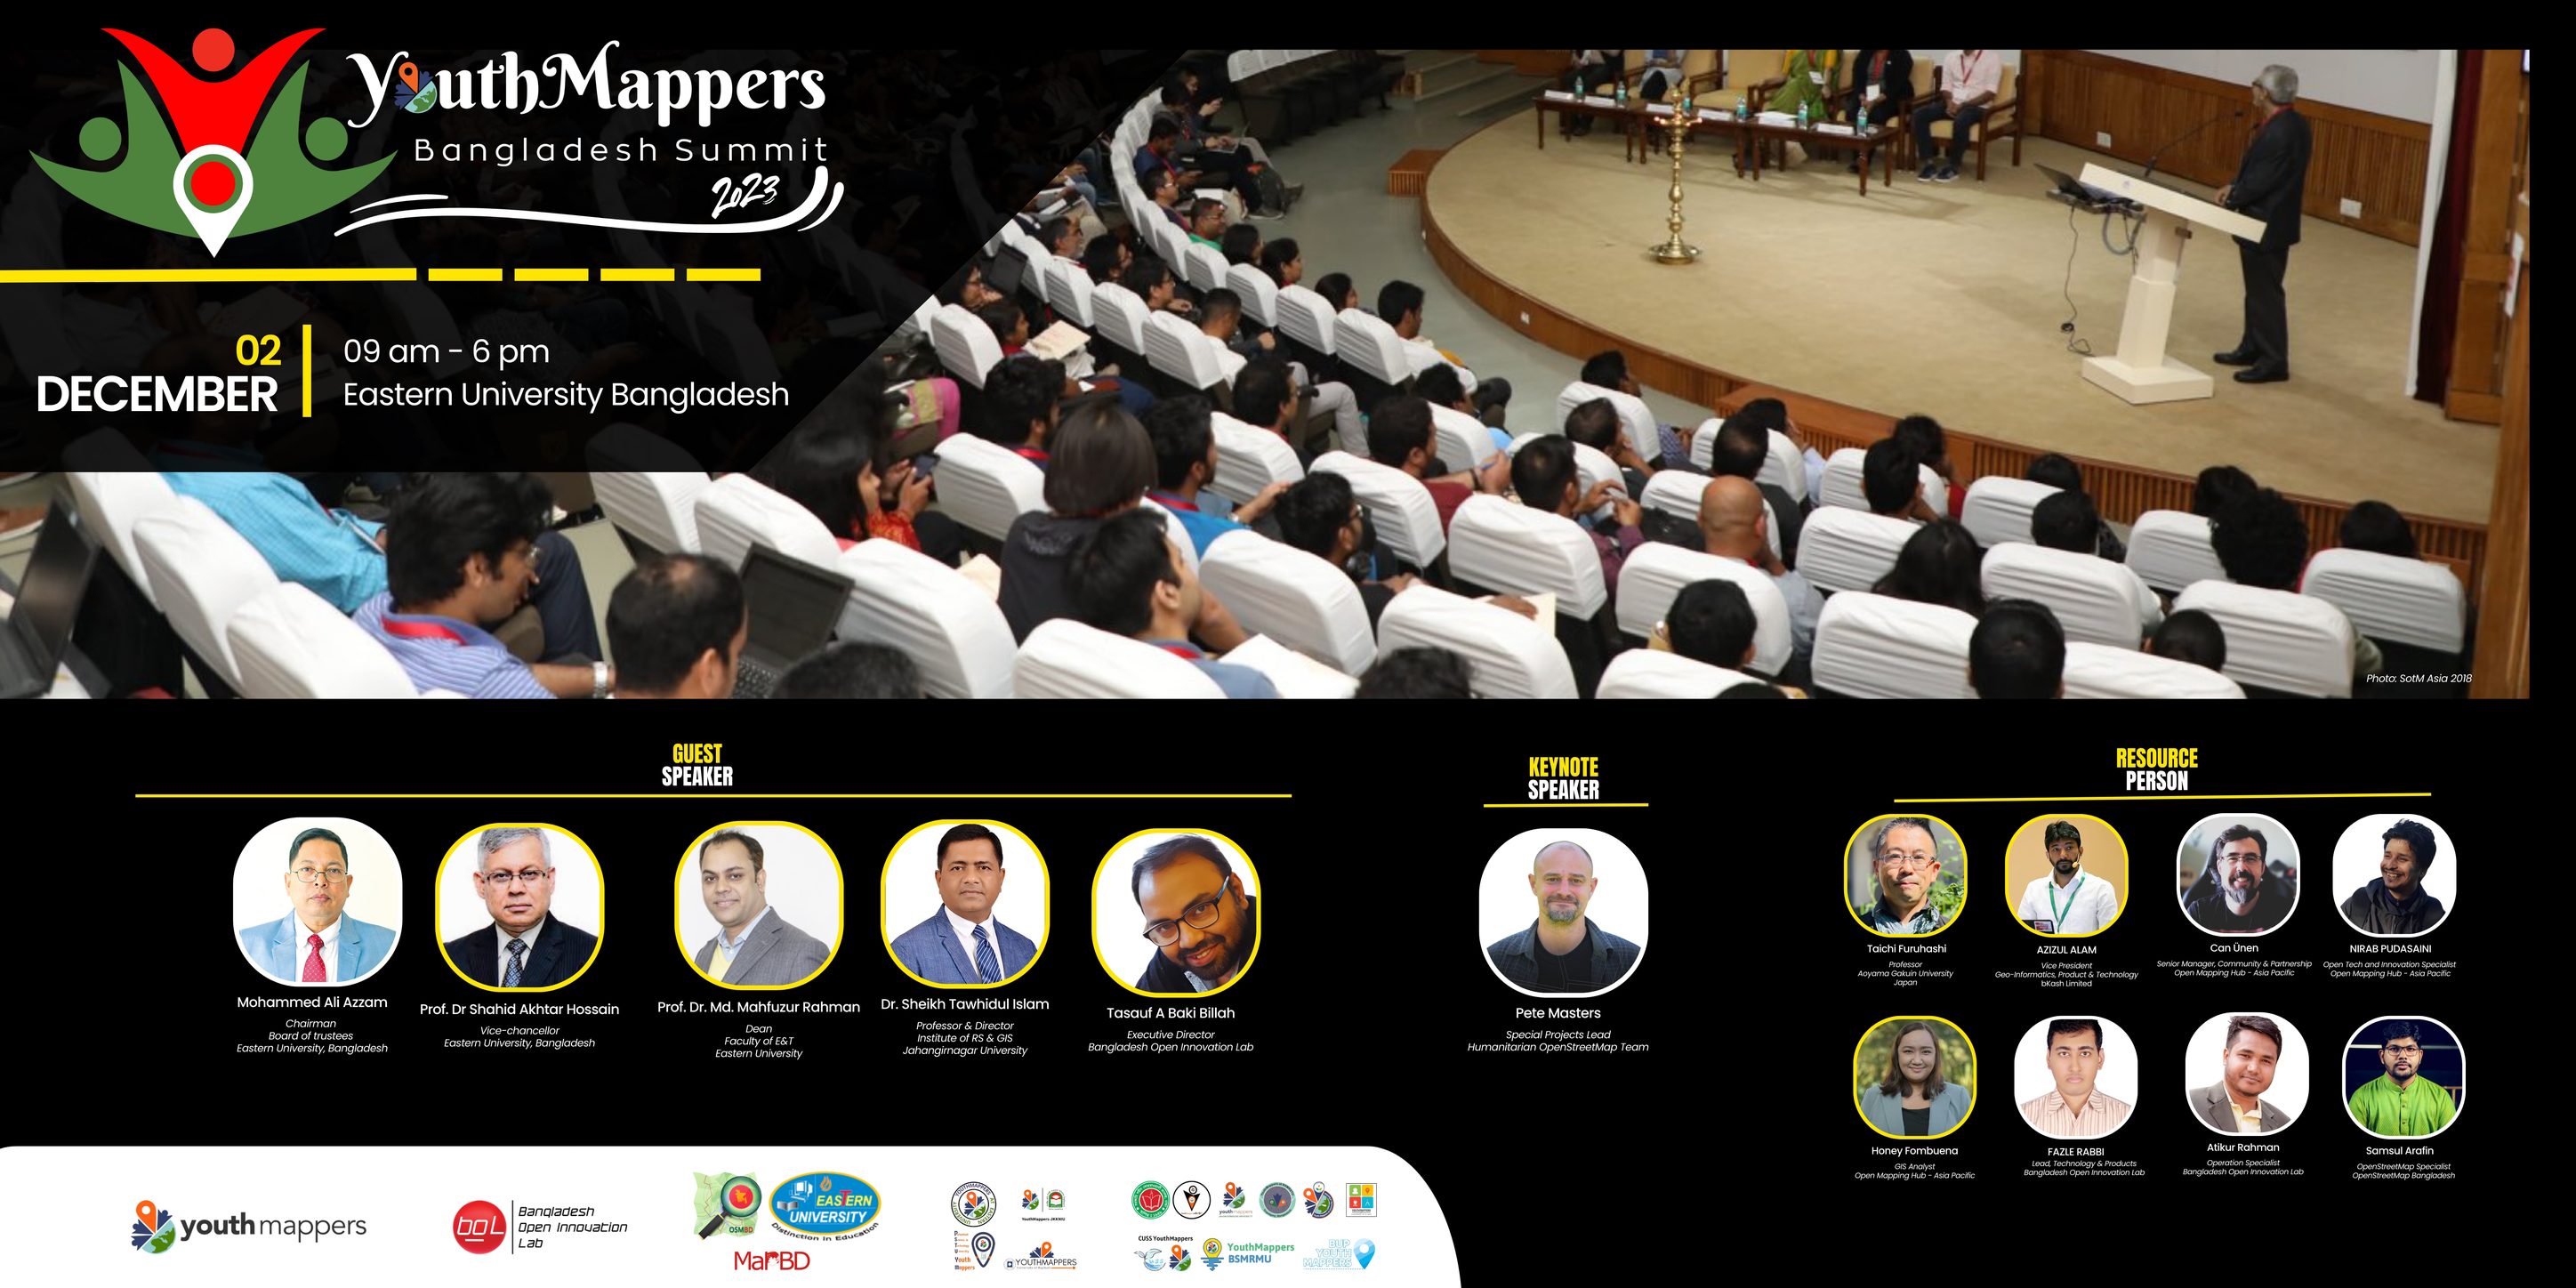 YouthMappers
Bangladesh Summit
2023
02
DECEMBER
09 am - 6 pm
Eastern University Bangladesh
Photo: SotM Asia 2018
GUEST
SPEAKER
Mohammed Ali Azzam
Chairman
Board of trustees
Eastern University, Bangladesh
Prof. Dr Shahid Akhtar Hossain
Vice-chancellor
Eastern University, Bangladesh
Prof. Dr. Md. Mahfuzur Rahman
Dean
Faculty of E&T
Eastern University
Dr. Sheikh Tawhidul Islam
Professor & Director
Institute of RS & GIS
Jahangirnagar University
Tasauf A Baki Billah
Executive Director
Bangladesh Open Innovation Lab
KEYNOTE
SPEAKER
Pete Masters
Special Projects Lead
Humanitarian OpenStreetMap Team
RESOURCE
PERSON
Taichi Furuhashi
Professor
Aoyama Gakuin University
Japan
AZIZUL ALAM
Vice President
Geo-Informatics, Product & Technology
bKash Limited
Can Ünen
Senior Manager, Community & Partnership
Open Mapping Hub - Asia Pacific
NIRAB PUDASAINI
Open Tech and Innovation Specialist
Open Mapping Hub - Asia Pacific
Honey Fombuena
GIS Analyst
Open Mapping Hub - Asia Pacific
FAZLE RABBI
Lead, Technology & Products
Bangladesh Open Innovation Lab
Atikur Rahman
Operation Specialist
Bangladesh Open Innovation Lab
Samsul Arafin
OpenStreetMap Specialist
OpenStreetMap Bangladesh
youthmappers
boL
Bangladesh
Open Innovation
Lab
OSMBD
EASTERN
UNIVERSITY
Distinction in Education
MapBD
YOUTHMAPPERS
CUSS YouthMappers
YouthMappers
BSMRMU
BUP
YOUTH
MAPPERS